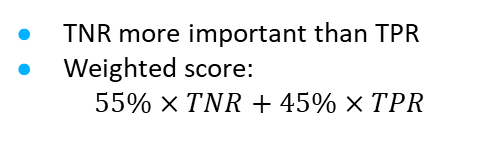 ● TNR more important than TPR
● Weighted score:
55% × TNR + 45% × TPR